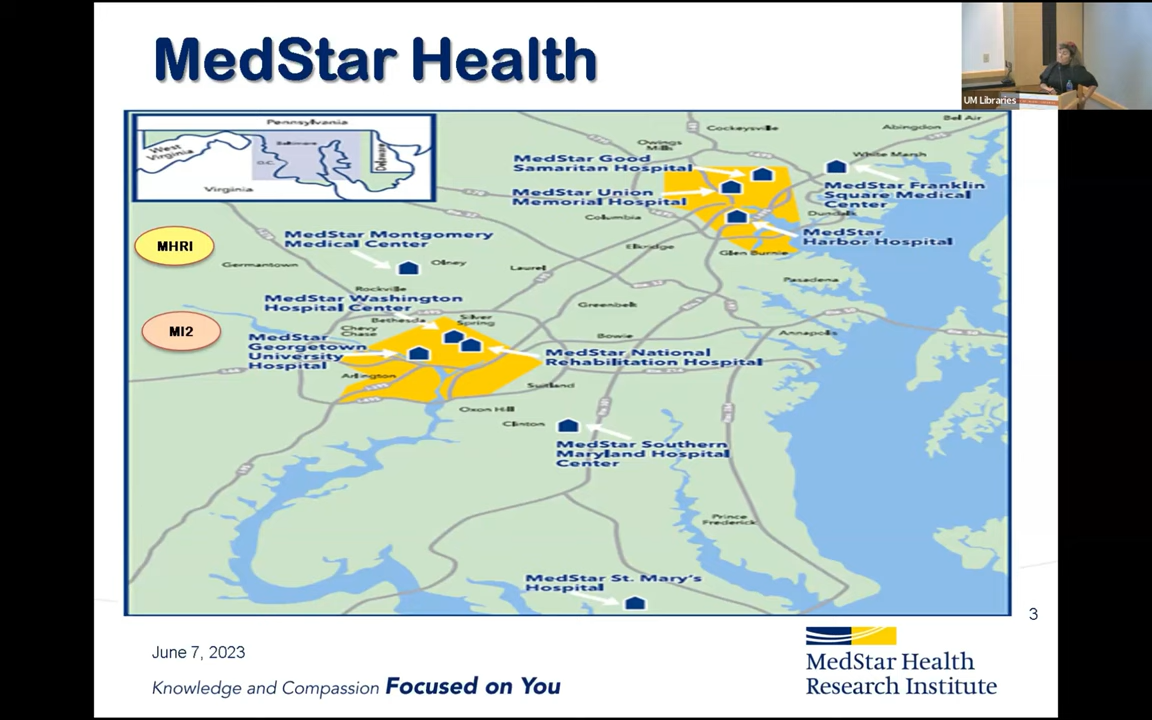 MedStar Health
UM Libraries
Pennsylvania
West
Virginia
Baltimore
D.C.
Delaware
Virginia
Bel Air
Abingdon
Cockeysville
Owings
Mills
White Marsh
MedStar Good
Samaritan Hospital
MedStar Union
Memorial Hospital
MedStar Franklin
Square Medical
Center
Dundalk
MedStar
Harbor Hospital
Columbia
Elkridge
Glen Burnie
Pasadena
MHRI
MedStar Montgomery
Medical Center
Olney
Germantown
Laurel
Rockville
MedStar Washington
Hospital Center
Greenbelt
Bethesda
Silver
Spring
Chevy
Chase
Bowie
Annapolis
MI2
MedStar
Georgetown
University
Hospital
MedStar National
Rehabilitation Hospital
Arlington
Suitland
Oxon Hill
Clinton
MedStar Southern
Maryland Hospital
Center
Prince
Frederick
MedStar St. Mary's
Hospital
3
June 7, 2023
Knowledge and Compassion Focused on You
MedStar Health
Research Institute